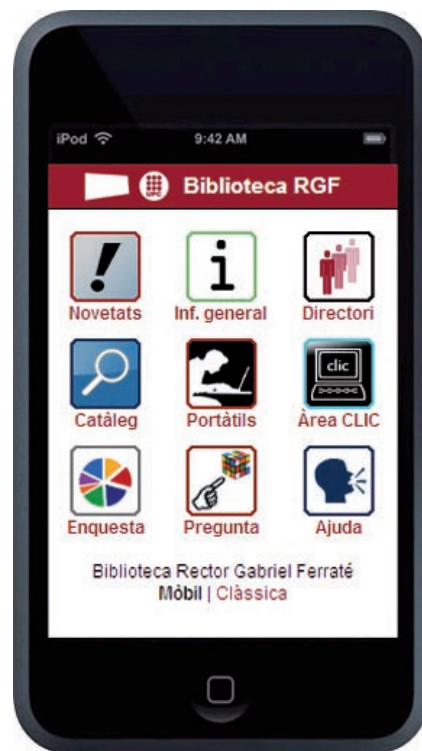 iPod 9:42 AM
Biblioteca RGF
Novetats Inf. general Directori
clic
Catàleg Portàtils Àrea CLIC
Enquesta Pregunta Ajuda
Biblioteca Rector Gabriel Ferraté
Mòbil | Clàssica